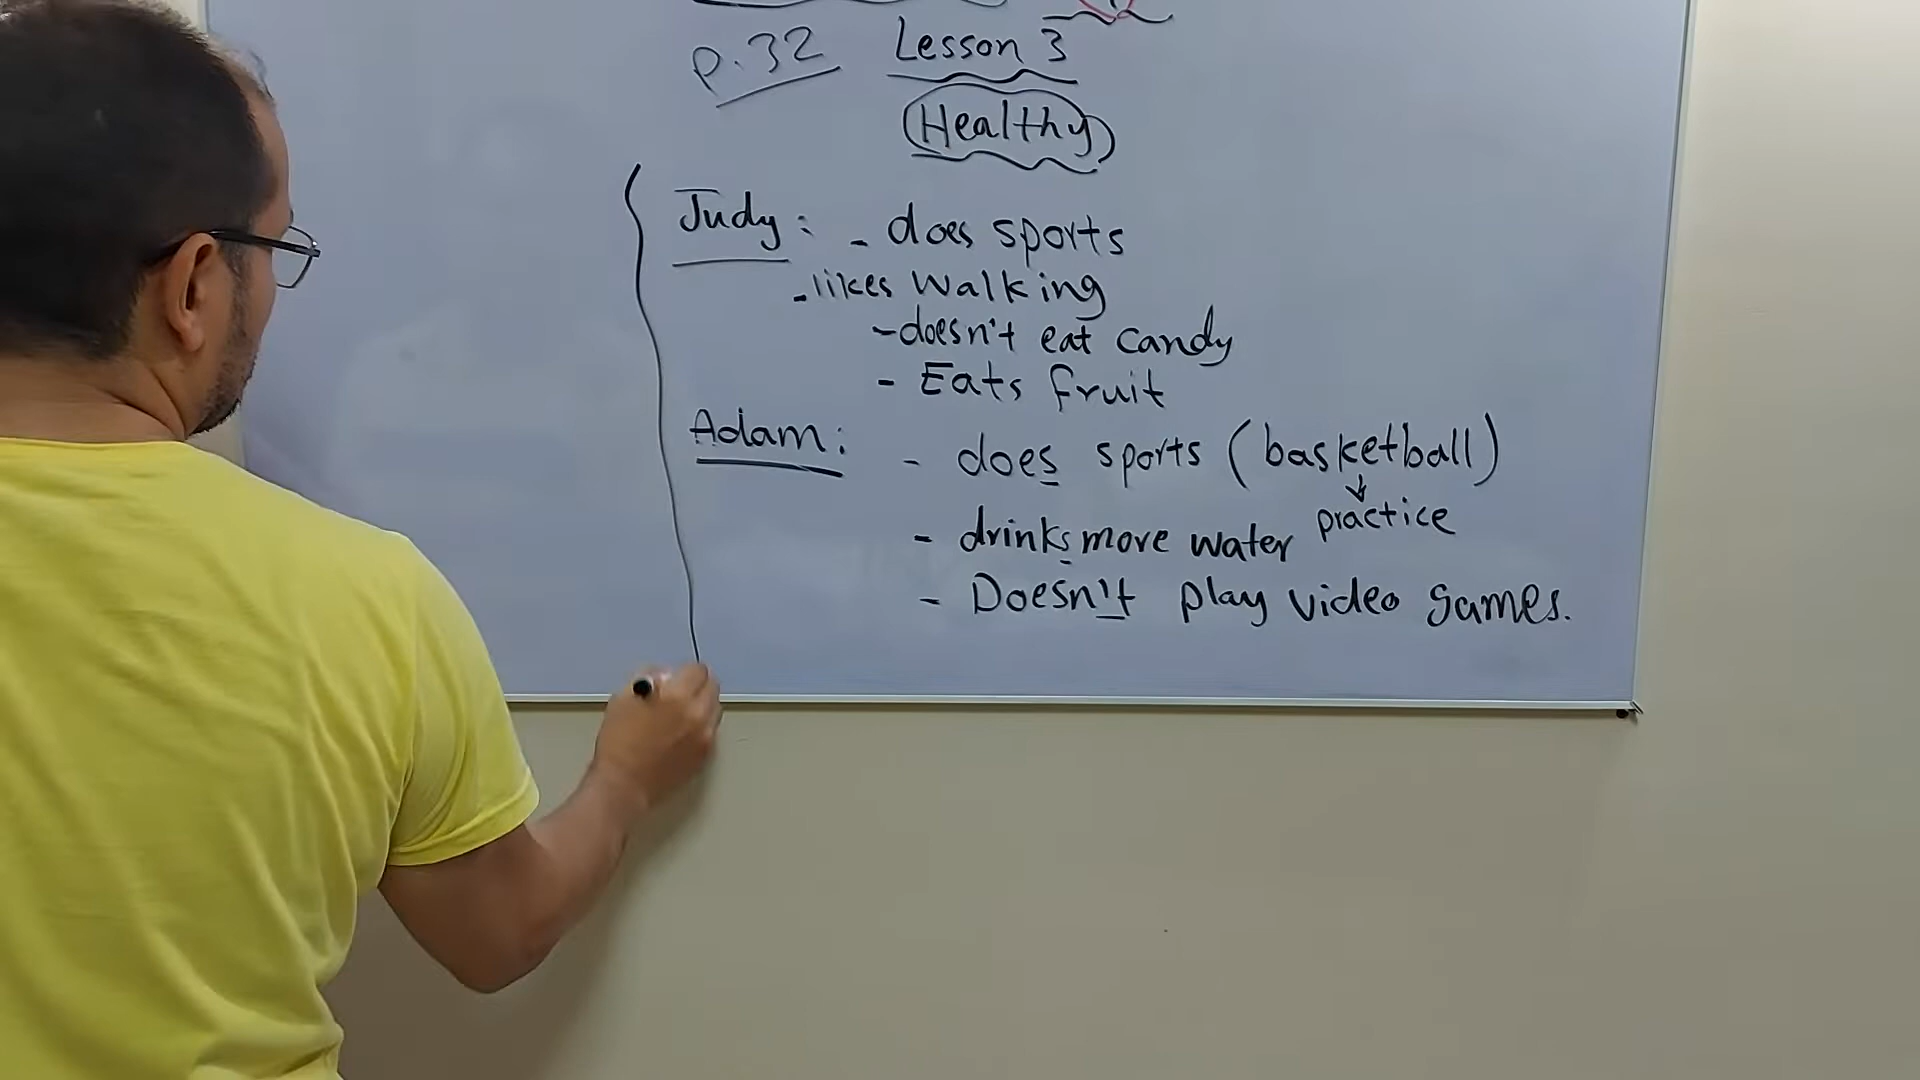 p.32 Lesson 3
Healthy
Judy: - does sports
- likes walking
- doesn't eat candy
- Eats fruit
Adam: - does sports (basketball)
practice
- drinks more water
- Doesn't play video games.